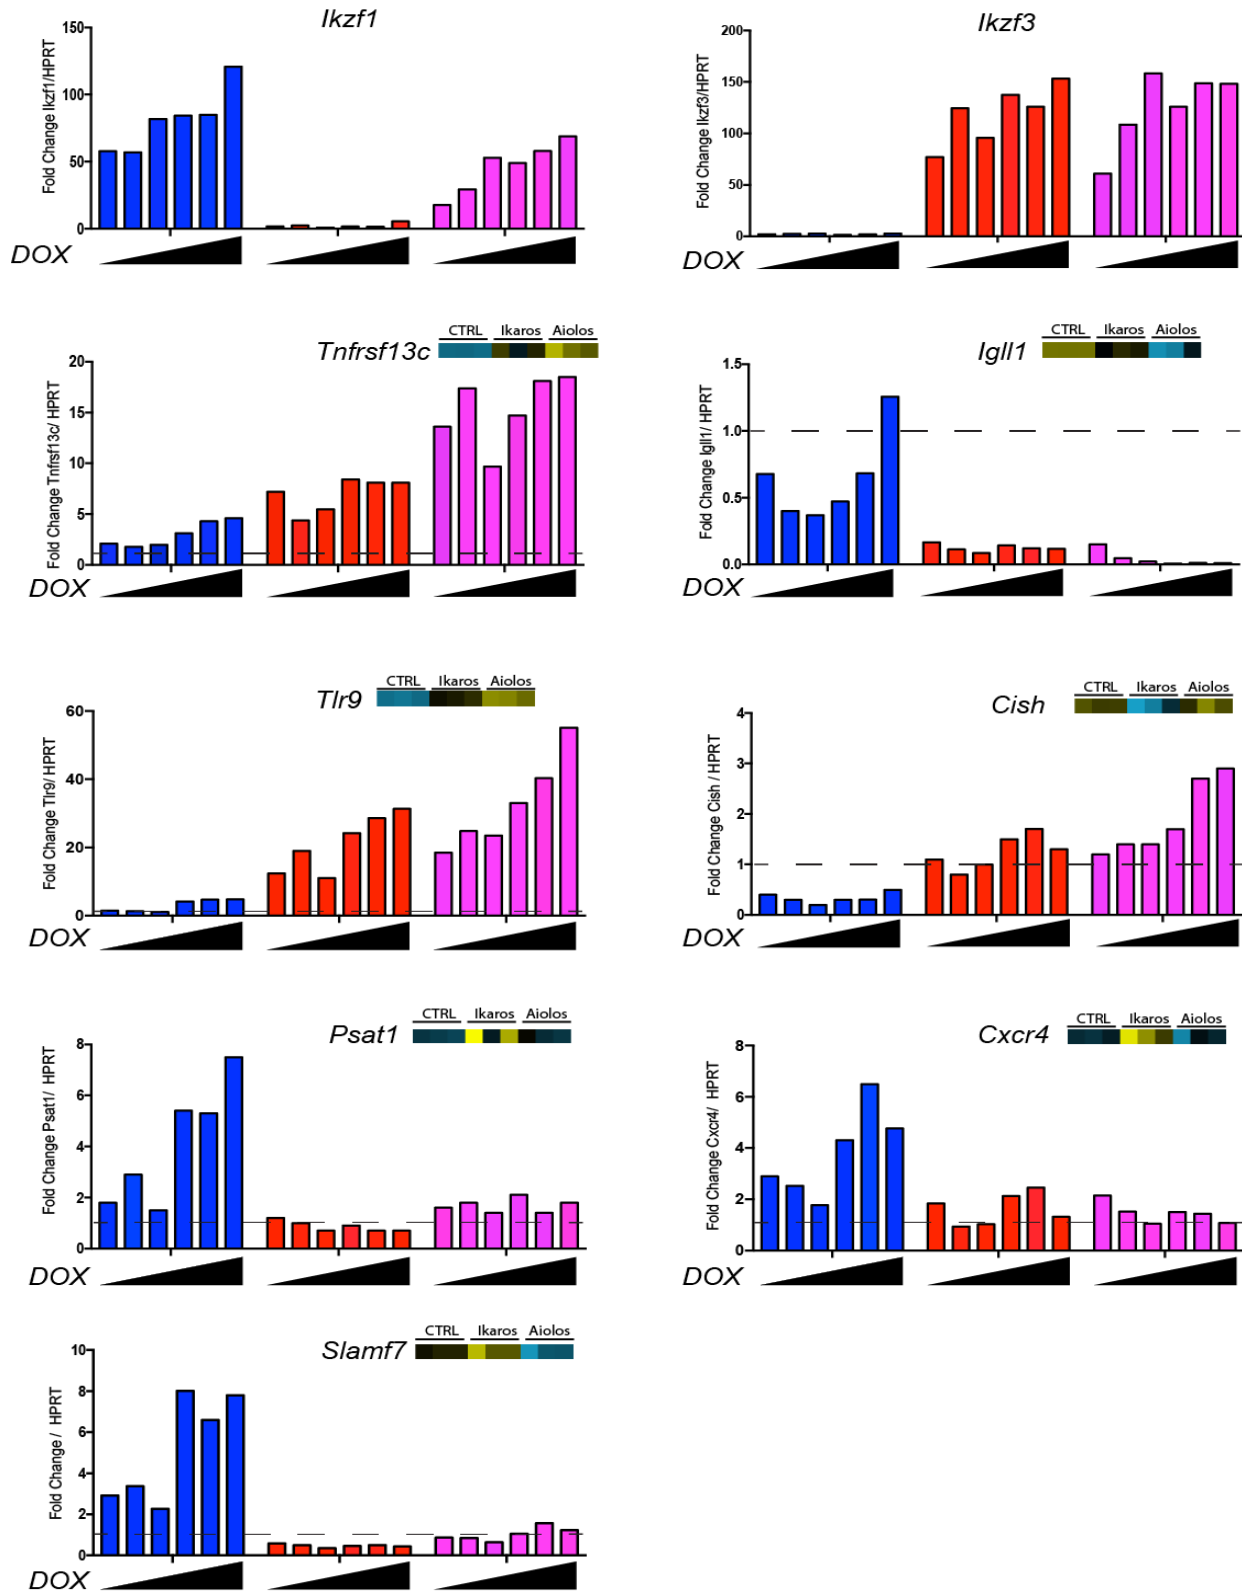 Ikzf1
Fold Change Ikzf1/HPRT
150
100
50
0
DOX
Ikzf3
Fold Change Ikzf3/HPRT
200
150
100
50
0
DOX
Tnfrsf13c
CTRL Ikaros Aiolos
Fold Change Tnfrsf13c/ HPRT
20
15
10
5
0
DOX
Igll1
CTRL Ikaros Aiolos
Fold Change Igll1/ HPRT
1.5
1.0
0.5
0.0
DOX
Tlr9
CTRL Ikaros Aiolos
Fold Change Tlr9/ HPRT
60
40
20
0
DOX
Cish
CTRL Ikaros Aiolos
Fold Change Cish / HPRT
4
3
2
1
0
DOX
Psat1
CTRL Ikaros Aiolos
Fold Change Psat1/ HPRT
8
6
4
2
0
DOX
Cxcr4
CTRL Ikaros Aiolos
Fold Change Cxcr4/ HPRT
8
6
4
2
0
DOX
Slamf7
CTRL Ikaros Aiolos
Fold Change / HPRT
10
8
6
4
2
0
DOX